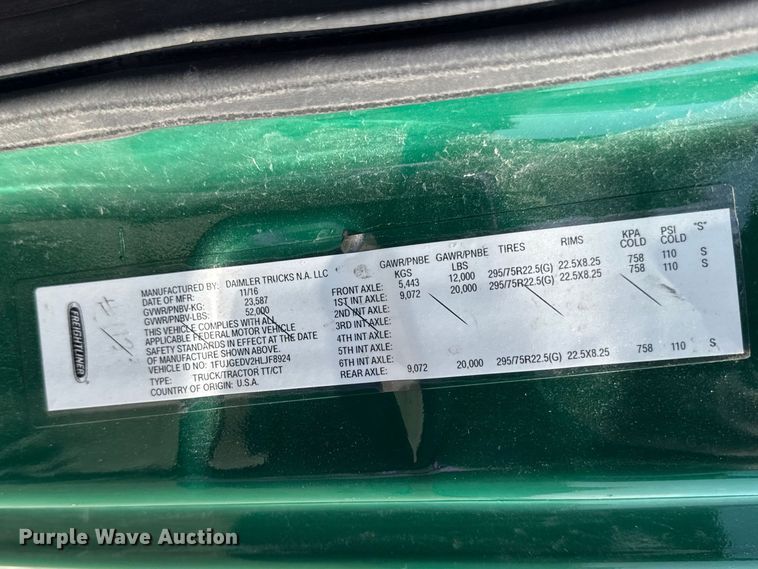 FREIGHTLINER
MANUFACTURED BY: DAIMLER TRUCKS N.A. LLC
DATE OF MFR: 11/16
GVWR/PNBV-KG: 23,587
GVWR/PNBV-LBS: 52,000
THIS VEHICLE COMPLIES WITH ALL
APPLICABLE FEDERAL MOTOR VEHICLE
SAFETY STANDARDS IN EFFECT AT THE DATE
OF MANUFACTURE SHOWN ABOVE.
VEHICLE ID NO: 1FUJGEDV2HLJF8924
TYPE: TRUCK/TRACTOR TT/CT
COUNTRY OF ORIGIN: U.S.A.
GAWR/PNBE KGS GAWR/PNBE LBS TIRES RIMS KPA COLD PSI COLD "S"
FRONT AXLE: 5,443 12,000 295/75R22.5(G) 22.5X8.25 758 110 S
1ST INT AXLE: 9,072 20,000 295/75R22.5(G) 22.5X8.25 758 110 S
2ND INT AXLE:
3RD INT AXLE:
4TH INT AXLE:
5TH INT AXLE:
6TH INT AXLE:
REAR AXLE: 9,072 20,000 295/75R22.5(G) 22.5X8.25 758 110 S
Purple Wave Auction